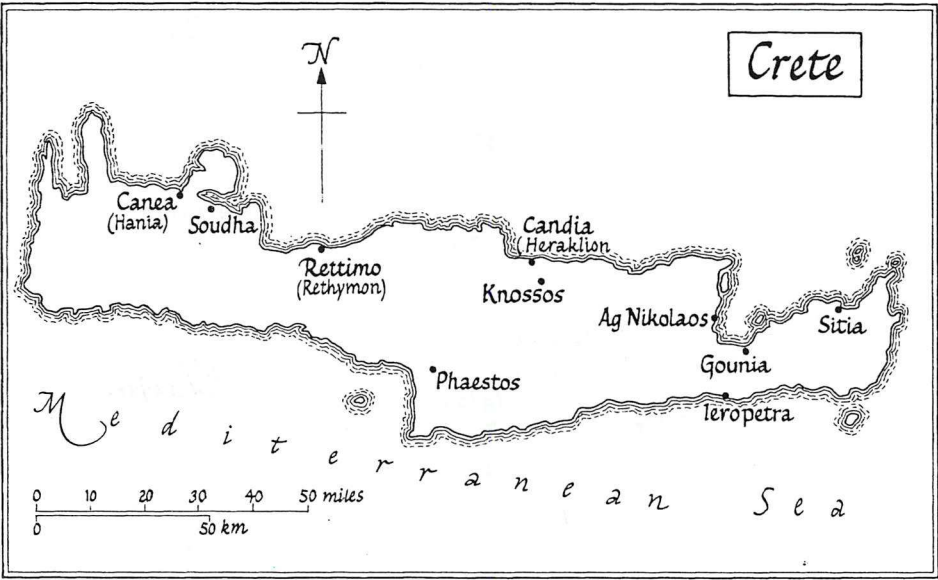 N
Crete
Canea
(Hania)
Soudha
Rettimo
(Rethymon)
Candia
(Heraklion
Knossos
Ag Nikolaos
Sitia
Gounia
Phaestos
Ieropetra
Mediterranean Sea
0 10 20 30 40 50 miles
0 50 km